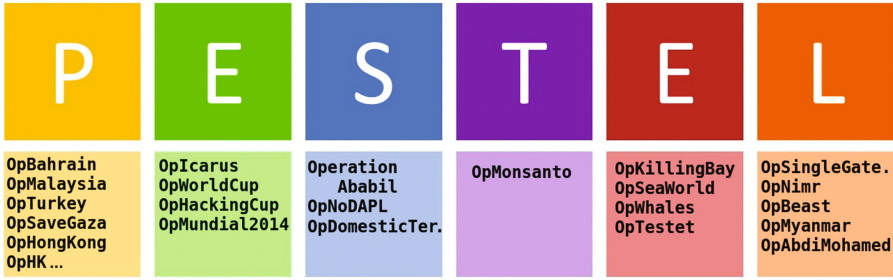 P E S T E L
OpBahrain
OpMalaysia
OpTurkey
OpSaveGaza
OpHongKong
OpHK...
OpIcarus
OpWorldCup
OpHackingCup
OpMundial2014
Operation
Ababil
OpNoDAPL
OpDomesticTer.
OpMonsanto
OpKillingBay
OpSeaWorld
OpWhales
OpTestet
OpSingleGate.
OpNimr
OpBeast
OpMyanmar
OpAbdiMohamed